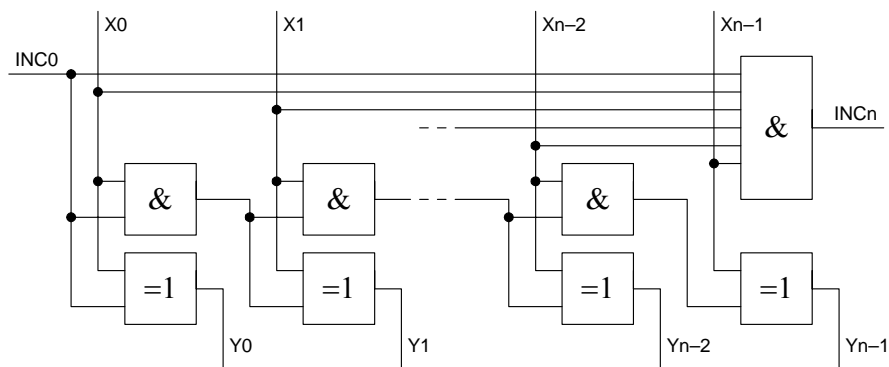 X0 X1 Xn–2 Xn–1
INC0
& INCn
& & &
=1 =1 =1 =1
Y0 Y1 Yn–2 Yn–1